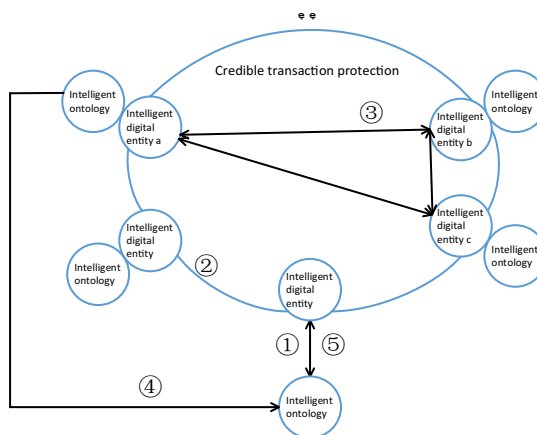 Credible transaction protection
Intelligent
ontology
Intelligent
digital
entity a
③
Intelligent
digital
entity b
Intelligent
ontology
Intelligent
digital
entity c
Intelligent
ontology
Intelligent
digital
entity
Intelligent
ontology
②
Intelligent
digital
entity
① ⑤
④
Intelligent
ontology